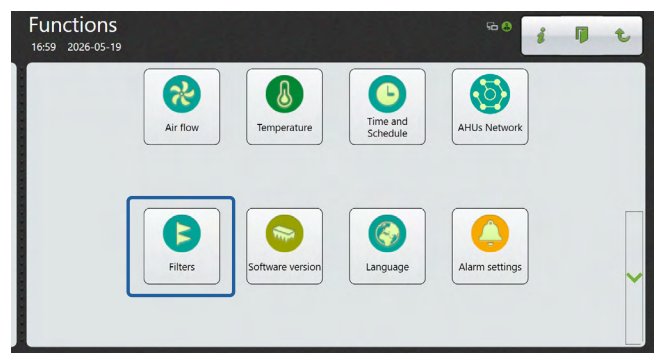 Functions
16:59 2026-05-19
Air flow
Temperature
Time and
Schedule
AHUs Network
Filters
Software version
Language
Alarm settings